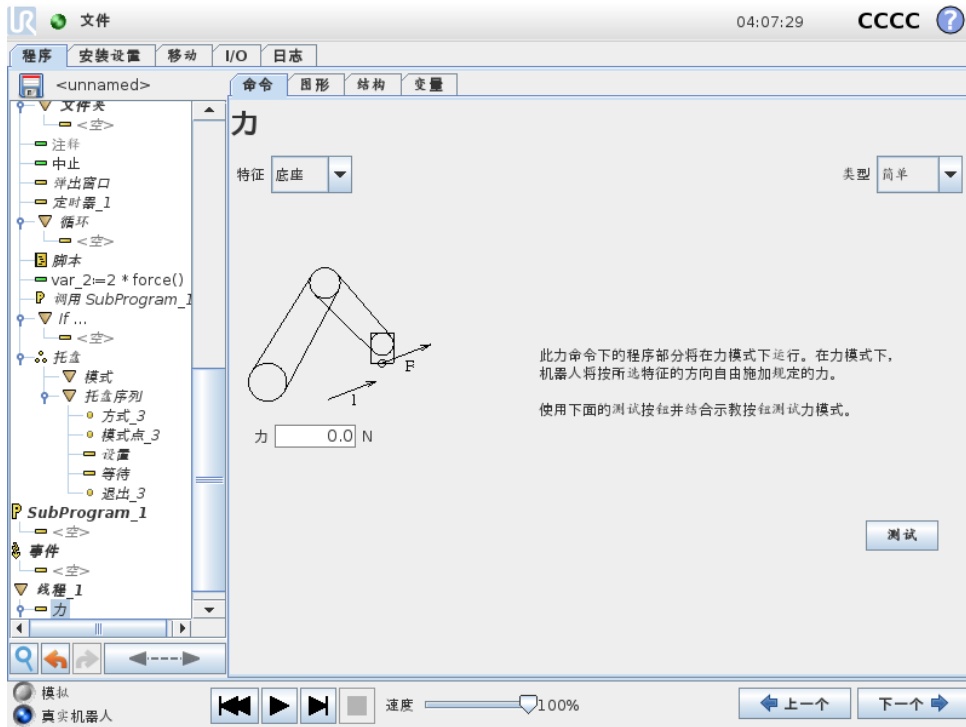 UR 文件 04:07:29 CCCC ?
程序 安装设置 移动 I/O 日志
<unnamed>
命令 图形 结构 变量
文件夹
<空>
注释
中止
弹出窗口
定时器_1
循环
<空>
脚本
var_2:=2 * force()
调用 SubProgram_1
If ...
<空>
托盘
模式
托盘序列
方式_3
模式点_3
设置
等待
退出_3
P SubProgram_1
<空>
事件
<空>
线程_1
力
力
特征 底座
类型 简单
F
1
力 0.0 N
此力命令下的程序部分将在力模式下运行。在力模式下，
机器人将按所选特征的方向自由施加规定的力。
使用下面的测试按钮并结合示教按钮测试力模式。
测试
模拟
真实机器人
速度 100%
上一个 下一个